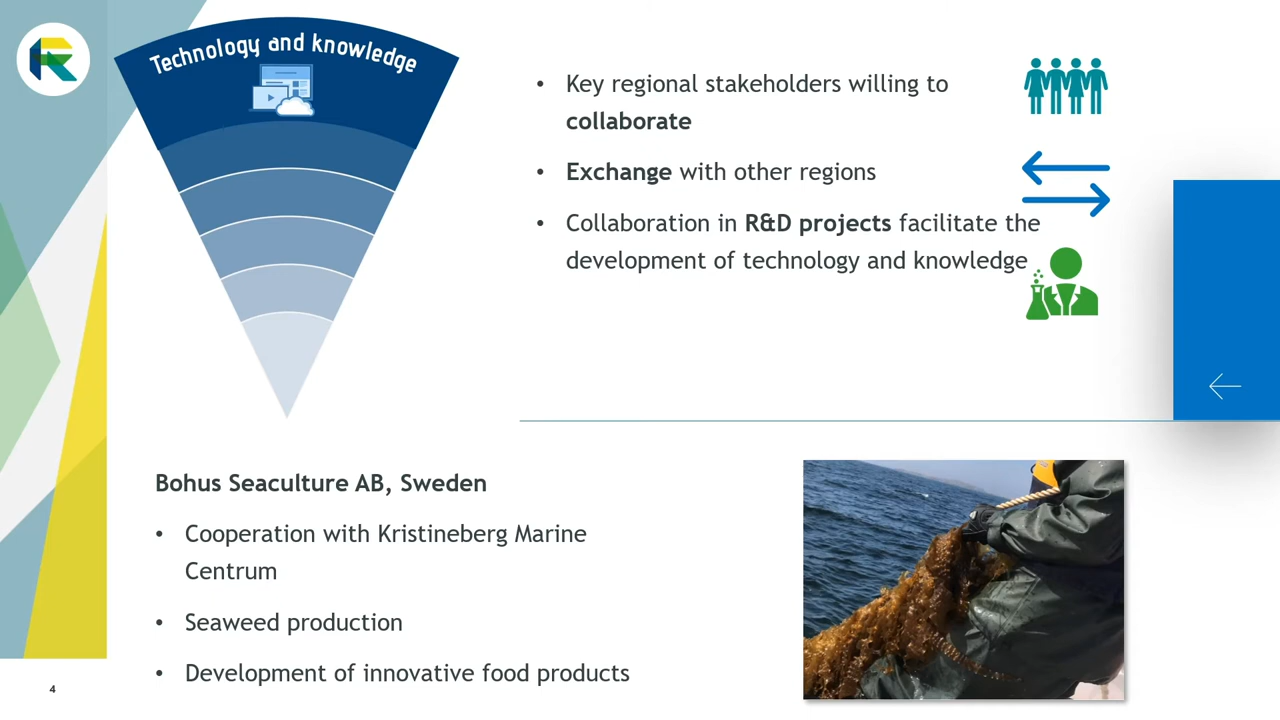 Technology and knowledge
• Key regional stakeholders willing to
collaborate
• Exchange with other regions
• Collaboration in R&D projects facilitate the
development of technology and knowledge
Bohus Seaculture AB, Sweden
• Cooperation with Kristineberg Marine
Centrum
• Seaweed production
• Development of innovative food products
4